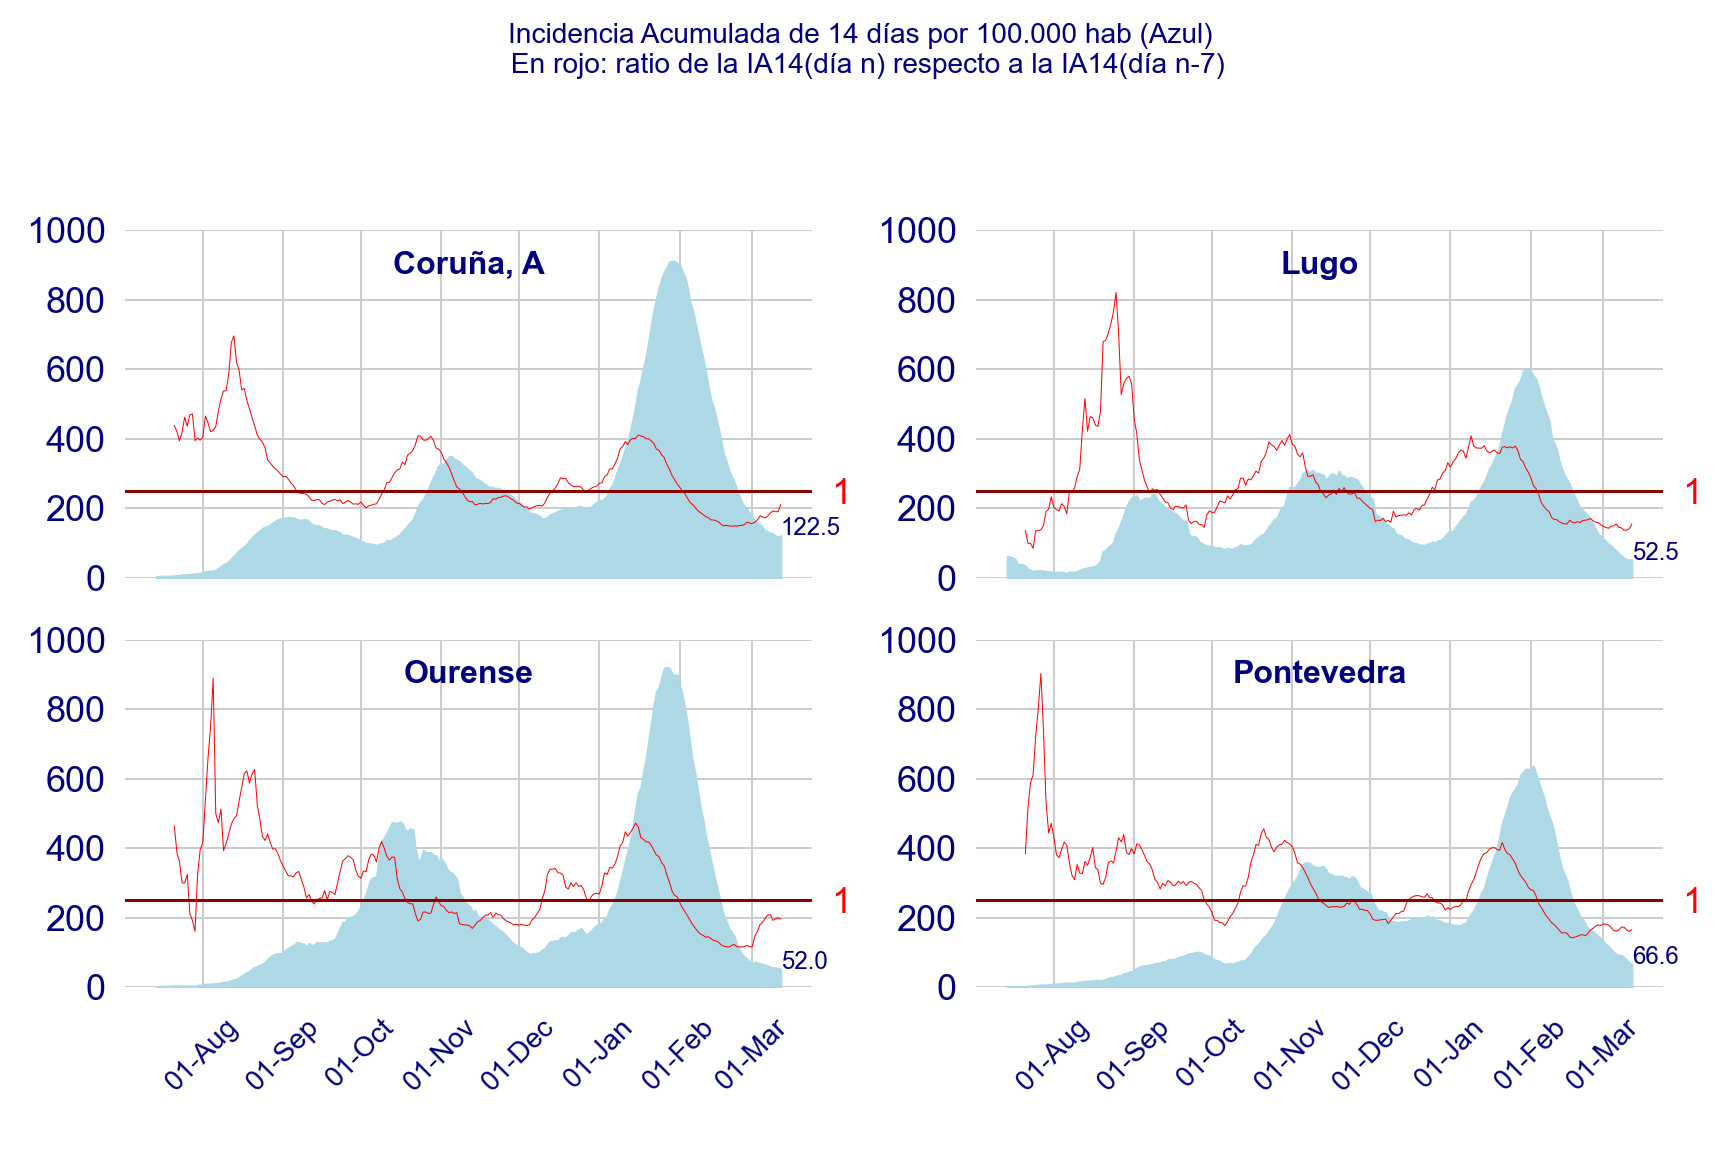 Incidencia Acumulada de 14 días por 100.000 hab (Azul)
En rojo: ratio de la IA14(día n) respecto a la IA14(día n-7)
1000
800
600
400
200
0
Coruña, A
1
122.5
1000
800
600
400
200
0
Lugo
1
52.5
1000
800
600
400
200
0
Ourense
1
52.0
01-Aug
01-Sep
01-Oct
01-Nov
01-Dec
01-Jan
01-Feb
01-Mar
1000
800
600
400
200
0
Pontevedra
1
66.6
01-Aug
01-Sep
01-Oct
01-Nov
01-Dec
01-Jan
01-Feb
01-Mar